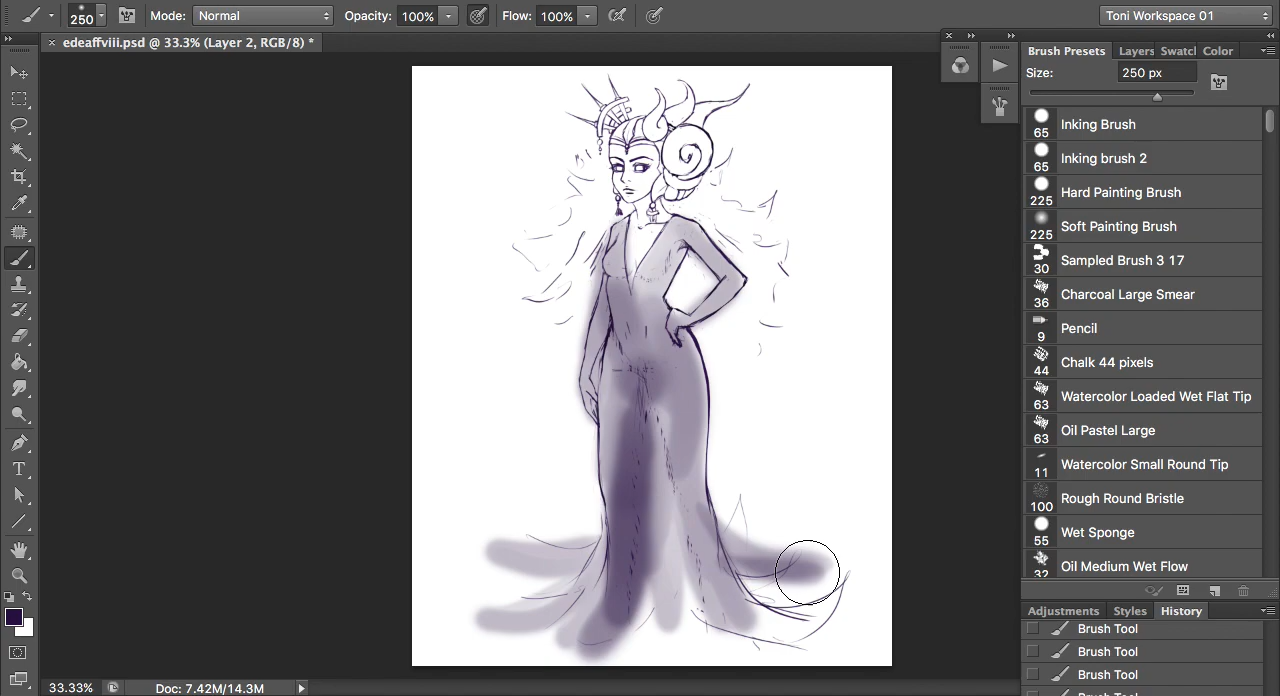 250 Mode: Normal Opacity: 100% Flow: 100% Toni Workspace 01
× edeaffviii.psd @ 33.3% (Layer 2, RGB/8) *
Brush Presets Layers Swatcl Color
Size: 250 px
65 Inking Brush
65 Inking brush 2
225 Hard Painting Brush
225 Soft Painting Brush
30 Sampled Brush 3 17
36 Charcoal Large Smear
9 Pencil
44 Chalk 44 pixels
63 Watercolor Loaded Wet Flat Tip
63 Oil Pastel Large
11 Watercolor Small Round Tip
100 Rough Round Bristle
55 Wet Sponge
32 Oil Medium Wet Flow
Adjustments Styles History
Brush Tool
Brush Tool
Brush Tool
33.33% Doc: 7.42M/14.3M